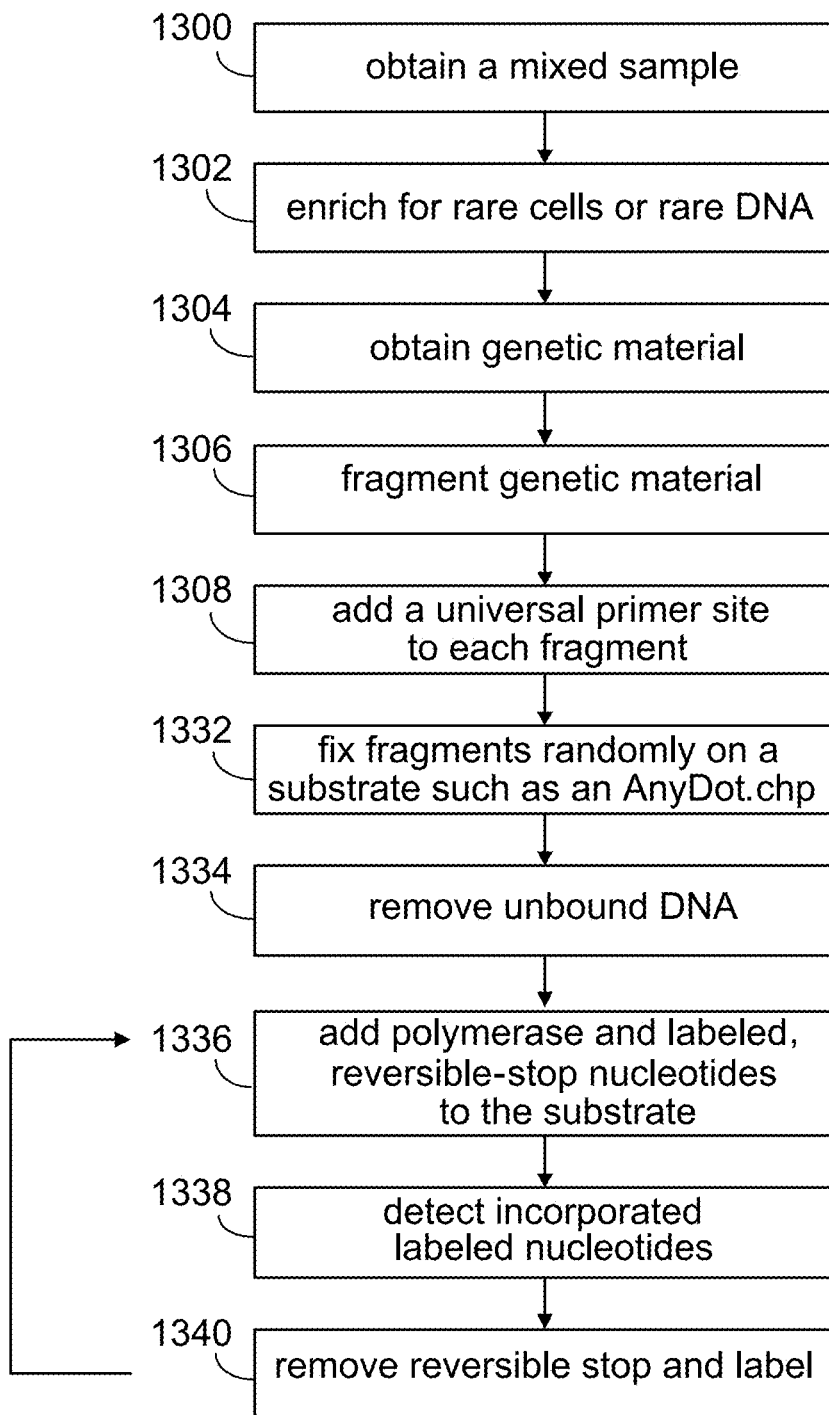 1300
obtain a mixed sample
1302
enrich for rare cells or rare DNA
1304
obtain genetic material
1306
fragment genetic material
1308
add a universal primer site
to each fragment
1332
fix fragments randomly on a
substrate such as an AnyDot.chp
1334
remove unbound DNA
1336
add polymerase and labeled,
reversible-stop nucleotides
to the substrate
1338
detect incorporated
labeled nucleotides
1340
remove reversible stop and label